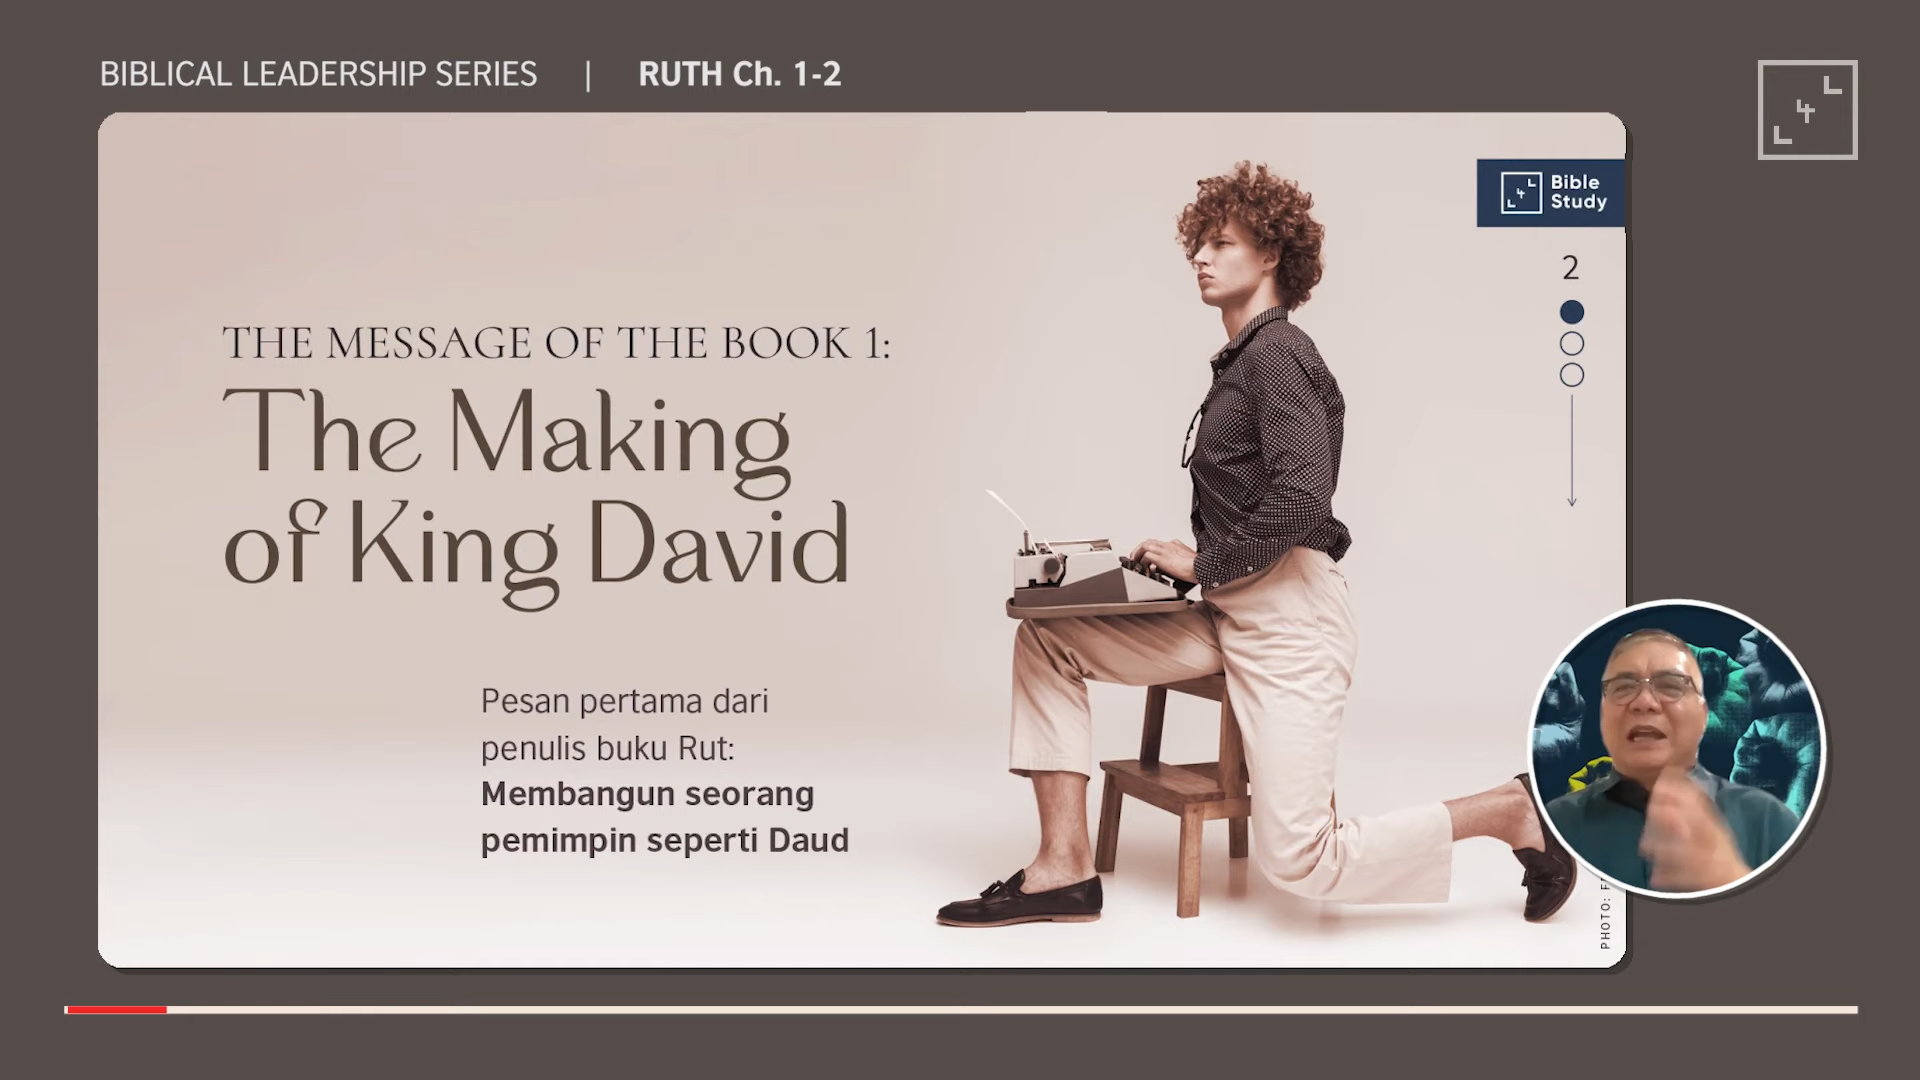 BIBLICAL LEADERSHIP SERIES | RUTH Ch. 1-2
Bible
Study
2
THE MESSAGE OF THE BOOK 1:
The Making
of King David
Pesan pertama dari
penulis buku Rut:
Membangun seorang
pemimpin seperti Daud
PHOTO: